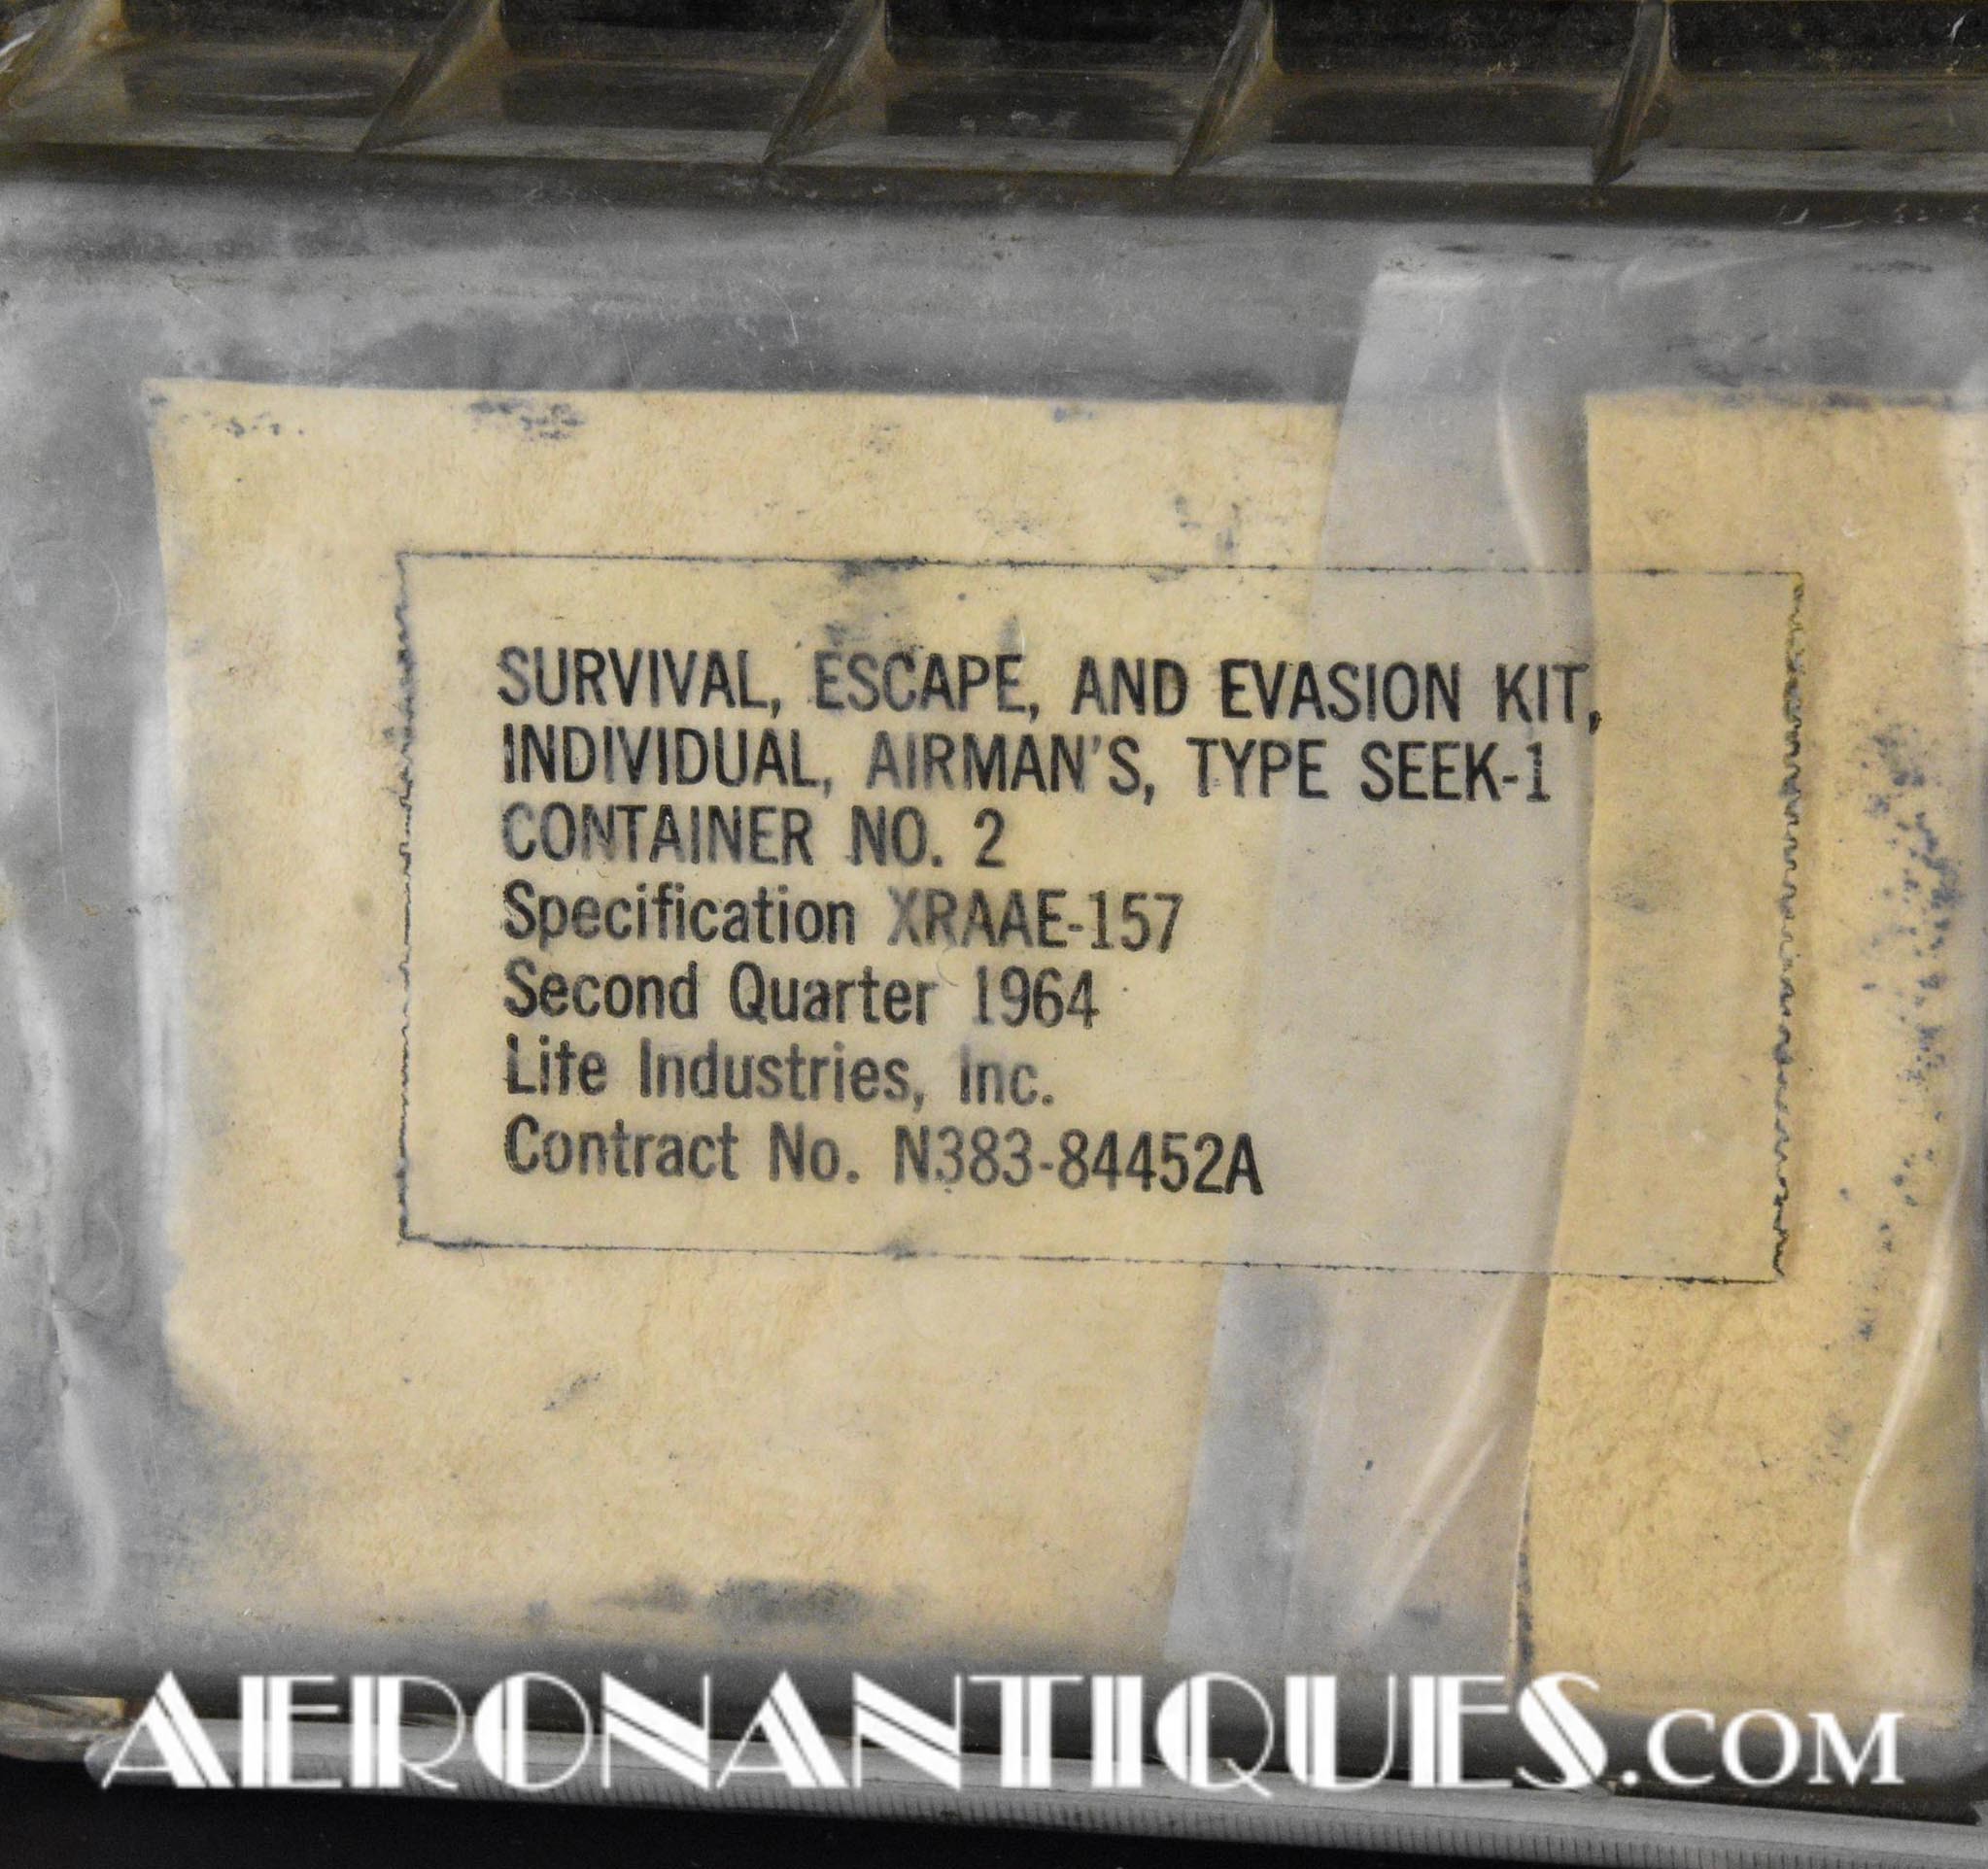 SURVIVAL, ESCAPE, AND EVASION KIT,
INDIVIDUAL, AIRMAN'S, TYPE SEEK-1
CONTAINER NO. 2
Specification XRAAE-157
Second Quarter 1964
Life Industries, Inc.
Contract No. N383-84452A
AERONANTIQUES.COM